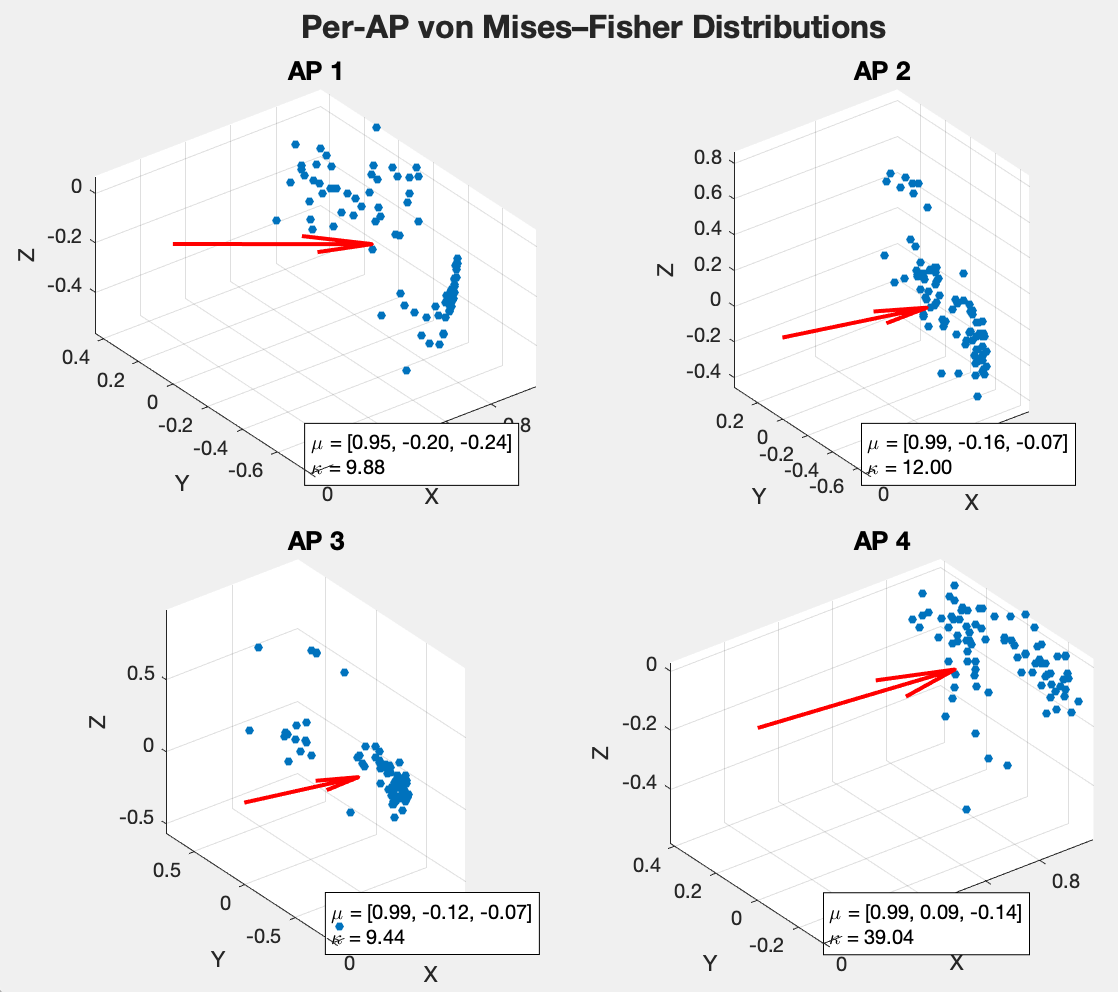 Per-AP von Mises–Fisher Distributions
AP 1
0
-0.2
-0.4
Z
0.4
0.2
0
-0.2
-0.4
-0.6
Y
0
X
μ = [0.95, -0.20, -0.24]
κ = 9.88
AP 2
0.8
0.6
0.4
0.2
0
-0.2
-0.4
Z
0.2
0
-0.2
-0.4
-0.6
Y
0
X
μ = [0.99, -0.16, -0.07]
κ = 12.00
AP 3
0.5
0
-0.5
Z
0.5
0
-0.5
Y
0
X
μ = [0.99, -0.12, -0.07]
κ = 9.44
AP 4
0
-0.2
-0.4
Z
0.4
0.2
0
-0.2
Y
0
0.8
X
μ = [0.99, 0.09, -0.14]
κ = 39.04